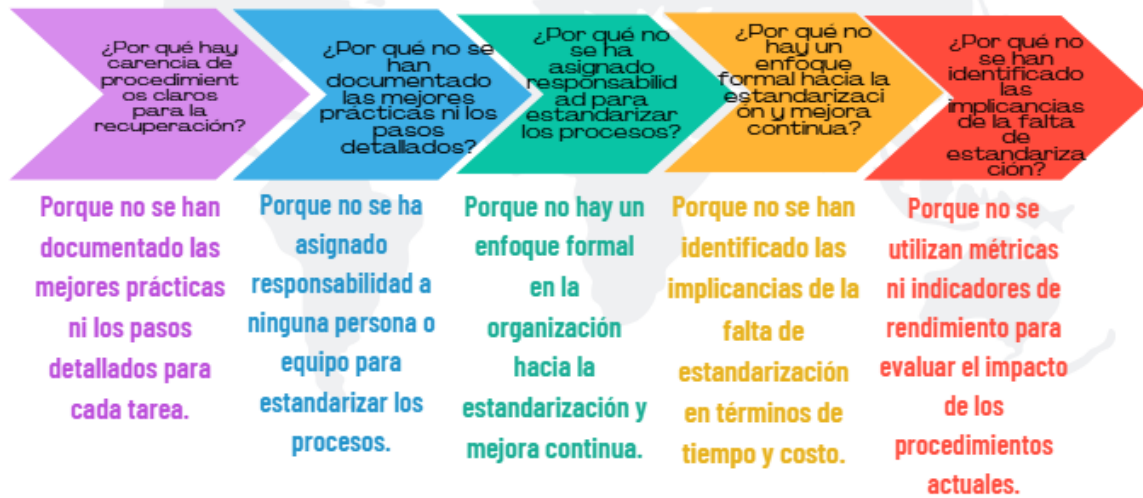 ¿Por qué hay
carencia de
procedimient
os claros
para la
recuperación?
¿Por qué no se
han
documentado
las mejores
prácticas ni los
pasos
detallados?
¿Por qué no
se ha
asignado
responsabilid
ad para
estandarizar
los procesos?
¿Por qué no
hay un
enfoque
formal hacia la
estandarizaci
ón y mejora
continua?
¿Por qué no
se han
identificado
las
implicancias
de la falta
de
estandariza
ción?
Porque no se han
documentado las
mejores prácticas
ni los pasos
detallados para
cada tarea.
Porque no se ha
asignado
responsabilidad a
ninguna persona o
equipo para
estandarizar los
procesos.
Porque no hay un
enfoque formal
en la
organización
hacia la
estandarización y
mejora continua.
Porque no se han
identificado las
implicancias de la
falta de
estandarización
en términos de
tiempo y costo.
Porque no se
utilizan métricas
ni indicadores de
rendimiento para
evaluar el impacto
de los
procedimientos
actuales.